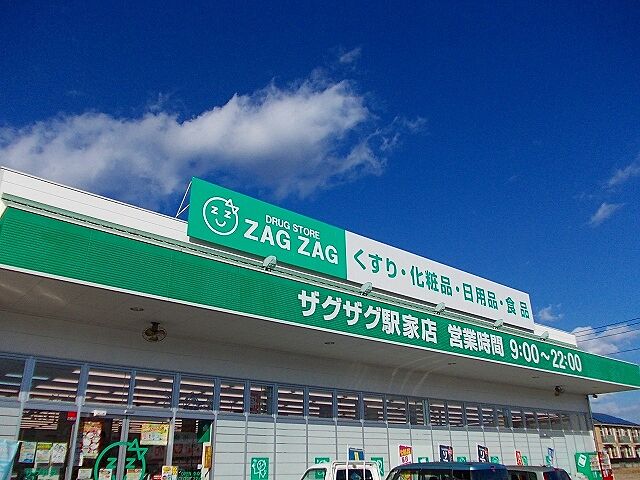 DRUG STORE
ZAG ZAG
くすり・化粧品・日用品・食品
ザグザグ駅家店 営業時間 9:00～22:00